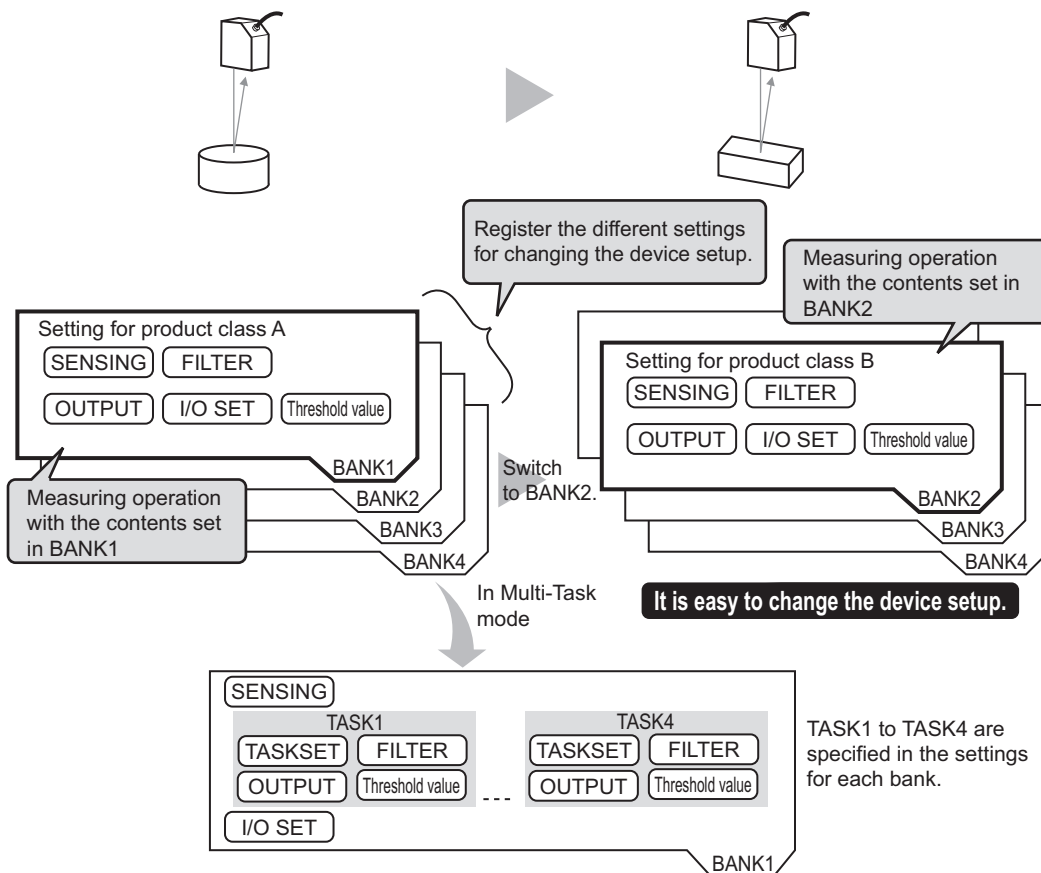 Register the different settings
for changing the device setup.
Measuring operation
with the contents set in
BANK2
Setting for product class A
SENSING FILTER
OUTPUT I/O SET Threshold value
BANK1
BANK2
BANK3
BANK4
Measuring operation
with the contents set
in BANK1
Switch
to BANK2.
Setting for product class B
SENSING FILTER
OUTPUT I/O SET Threshold value
BANK2
BANK3
BANK4
In Multi-Task
mode
It is easy to change the device setup.
SENSING
TASK1
TASKSET FILTER
OUTPUT Threshold value
----
TASK4
TASKSET FILTER
OUTPUT Threshold value
I/O SET
BANK1
TASK1 to TASK4 are
specified in the settings
for each bank.